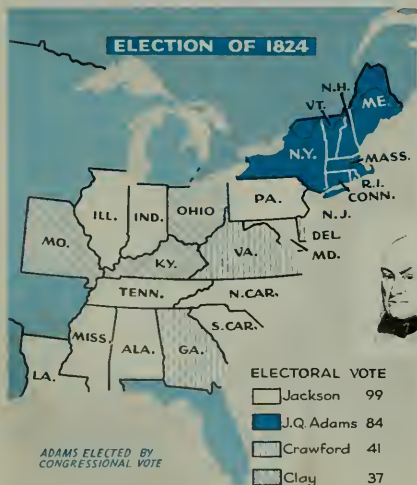 ELECTION OF 1824
N.H.
VT.
ME.
N.Y.
MASS.
R.I.
CONN.
PA.
N.J.
ILL.
IND.
OHIO
DEL.
MD.
MO.
VA.
KY.
TENN.
N.CAR.
S.CAR.
MISS.
ALA.
GA.
LA.
ELECTORAL VOTE
Jackson 99
J.Q. Adams 84
Crawford 41
Clay 37
ADAMS ELECTED BY
CONGRESSIONAL VOTE